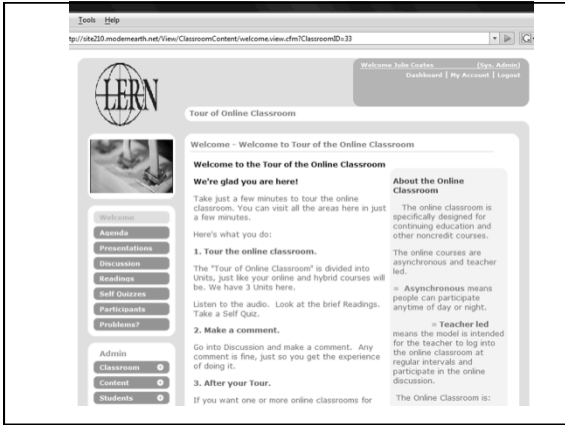 Tools Help
tp://site210.modernearth.net/View/ClassroomContent/welcome.view.cfm?ClassroomID=33
LERN
Welcome Julie Coates [Sys. Admin]
Dashboard | My Account | Logout
Tour of Online Classroom
Welcome
Agenda
Presentations
Discussion
Readings
Self Quizzes
Participants
Problems?
Admin
Classroom
Content
Students
Welcome - Welcome to Tour of the Online Classroom
Welcome to the Tour of the Online Classroom
We're glad you are here!
Take just a few minutes to tour the online
classroom. You can visit all the areas here in just
a few minutes.
Here's what you do:
1. Tour the online classroom.
The "Tour of Online Classroom" is divided into
Units, just like your online and hybrid courses will
be. We have 3 Units here.
Listen to the audio. Look at the brief Readings.
Take a Self Quiz.
2. Make a comment.
Go into Discussion and make a comment. Any
comment is fine, just so you get the experience
of doing it.
3. After your Tour.
If you want one or more online classrooms for
About the Online
Classroom
The online classroom is
specifically designed for
continuing education and
other noncredit courses.
The online courses are
asynchronous and teacher
led.
= Asynchronous means
people can participate
anytime of day or night.
= Teacher led
means the model is intended
for the teacher to log into
the online classroom at
regular intervals and
participate in the online
discussion.
The Online Classroom is: